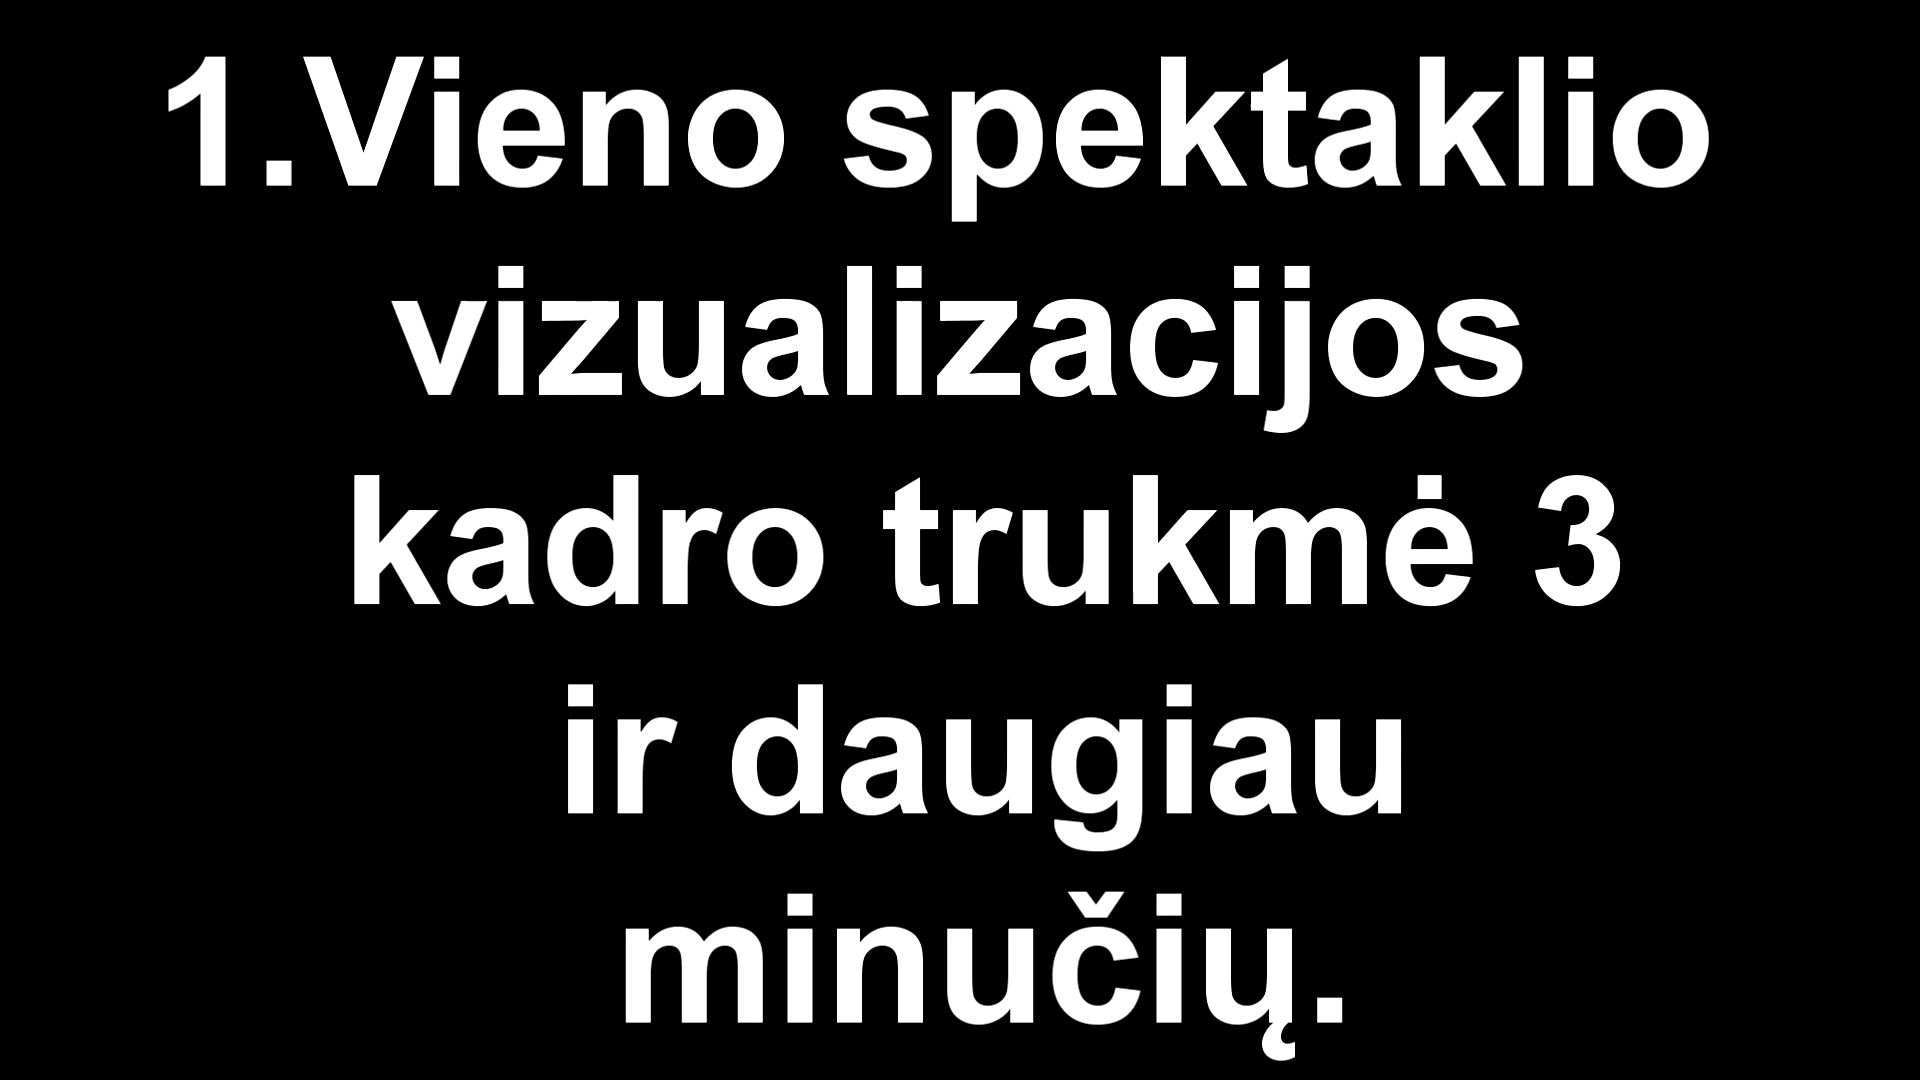 1.Vieno spektaklio
vizualizacijos
kadro trukmė 3
ir daugiau
minučių.